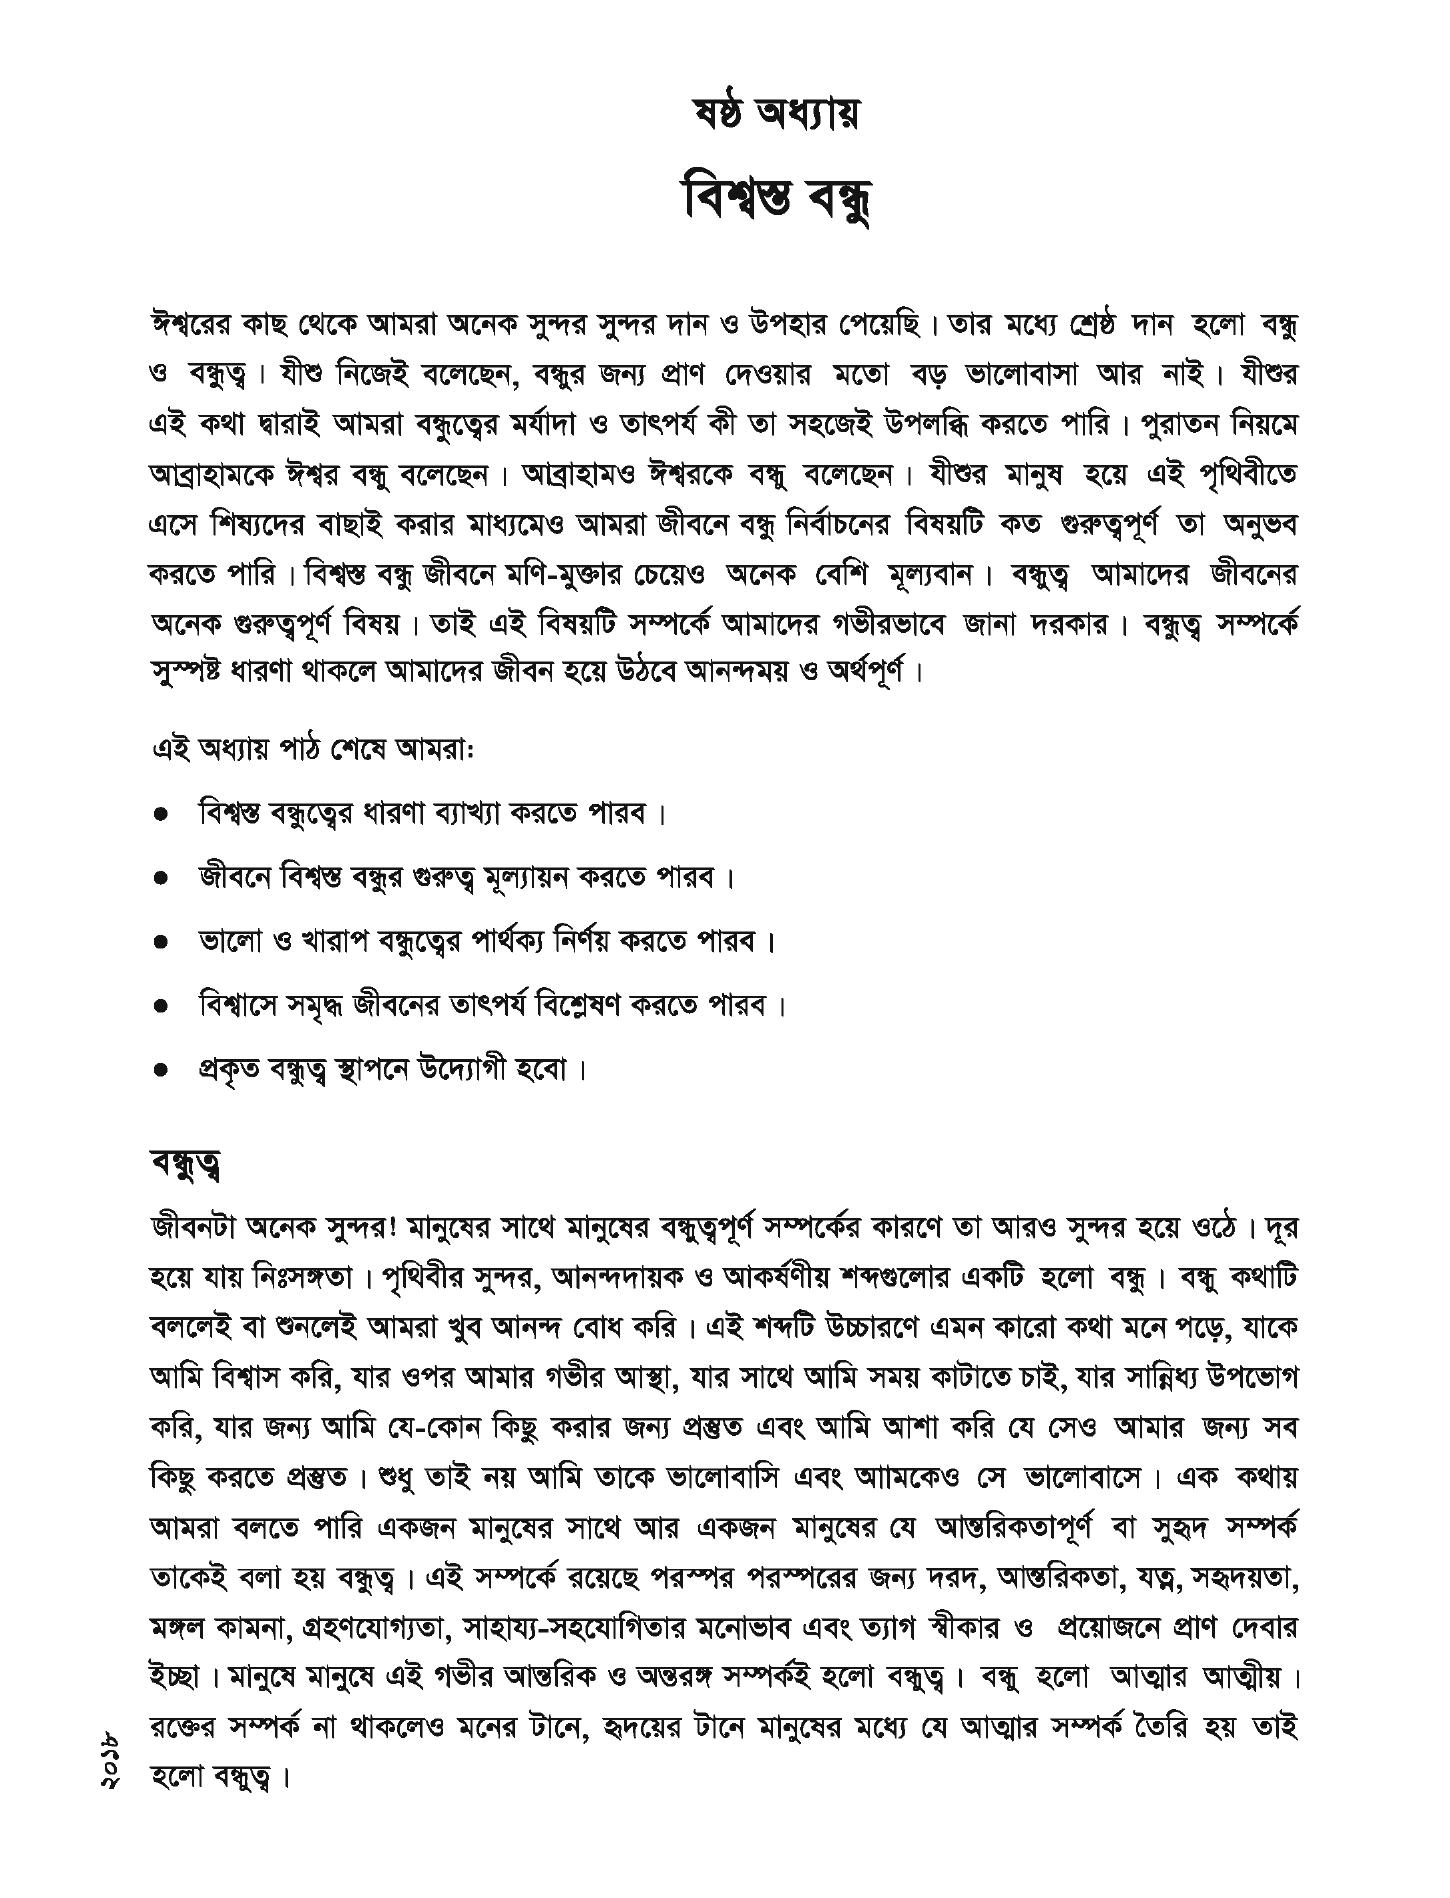 ষষ্ঠ অধ্যায়
বিশ্বস্ত বন্ধু
ঈশ্বরের কাছ থেকে আমরা অনেক সুন্দর সুন্দর দান ও উপহার পেয়েছি। তার মধ্যে শ্রেষ্ঠ দান হলো বন্ধু
ও বন্ধুত্ব। যীশু নিজেই বলেছেন, বন্ধুর জন্য প্রাণ দেওয়ার মতো বড় ভালোবাসা আর নাই। যীশুর
এই কথা দ্বারাই আমরা বন্ধুত্বের মর্যাদা ও তাৎপর্য কী তা সহজেই উপলব্ধি করতে পারি। পুরাতন নিয়মে
আব্রাহামকে ঈশ্বর বন্ধু বলেছেন। আব্রাহামও ঈশ্বরকে বন্ধু বলেছেন। যীশুর মানুষ হয়ে এই পৃথিবীতে
এসে শিষ্যদের বাছাই করার মাধ্যমেও আমরা জীবনে বন্ধু নির্বাচনের বিষয়টি কত গুরুত্বপূর্ণ তা অনুভব
করতে পারি। বিশ্বস্ত বন্ধু জীবনে মণি-মুক্তার চেয়েও অনেক বেশি মূল্যবান। বন্ধুত্ব আমাদের জীবনের
অনেক গুরুত্বপূর্ণ বিষয়। তাই এই বিষয়টি সম্পর্কে আমাদের গভীরভাবে জানা দরকার। বন্ধুত্ব সম্পর্কে
সুস্পষ্ট ধারণা থাকলে আমাদের জীবন হয়ে উঠবে আনন্দময় ও অর্থপূর্ণ।
এই অধ্যায় পাঠ শেষে আমরা:
● বিশ্বস্ত বন্ধুত্বের ধারণা ব্যাখ্যা করতে পারব।
● জীবনে বিশ্বস্ত বন্ধুর গুরুত্ব মূল্যায়ন করতে পারব।
● ভালো ও খারাপ বন্ধুত্বের পার্থক্য নির্ণয় করতে পারব।
● বিশ্বাসে সমৃদ্ধ জীবনের তাৎপর্য বিশ্লেষণ করতে পারব।
● প্রকৃত বন্ধুত্ব স্থাপনে উদ্যোগী হবো।
বন্ধুত্ব
জীবনটা অনেক সুন্দর! মানুষের সাথে মানুষের বন্ধুত্বপূর্ণ সম্পর্কের কারণে তা আরও সুন্দর হয়ে ওঠে। দূর
হয়ে যায় নিঃসঙ্গতা। পৃথিবীর সুন্দর, আনন্দদায়ক ও আকর্ষণীয় শব্দগুলোর একটি হলো বন্ধু। বন্ধু কথাটি
বললেই বা শুনলেই আমরা খুব আনন্দ বোধ করি। এই শব্দটি উচ্চারণে এমন কারো কথা মনে পড়ে, যাকে
আমি বিশ্বাস করি, যার ওপর আমার গভীর আস্থা, যার সাথে আমি সময় কাটাতে চাই, যার সান্নিধ্য উপভোগ
করি, যার জন্য আমি যে-কোন কিছু করার জন্য প্রস্তুত এবং আমি আশা করি যে সেও আমার জন্য সব
কিছু করতে প্রস্তুত। শুধু তাই নয় আমি তাকে ভালোবাসি এবং আামকেও সে ভালোবাসে। এক কথায়
আমরা বলতে পারি একজন মানুষের সাথে আর একজন মানুষের যে আন্তরিকতাপূর্ণ বা সুহৃদ সম্পর্ক
তাকেই বলা হয় বন্ধুত্ব। এই সম্পর্কে রয়েছে পরস্পর পরস্পরের জন্য দরদ, আন্তরিকতা, যত্ন, সহৃদয়তা,
মঙ্গল কামনা, গ্রহণযোগ্যতা, সাহায্য-সহযোগিতার মনোভাব এবং ত্যাগ স্বীকার ও প্রয়োজনে প্রাণ দেবার
ইচ্ছা। মানুষে মানুষে এই গভীর আন্তরিক ও অন্তরঙ্গ সম্পর্কই হলো বন্ধুত্ব। বন্ধু হলো আত্মার আত্মীয়।
রক্তের সম্পর্ক না থাকলেও মনের টানে, হৃদয়ের টানে মানুষের মধ্যে যে আত্মার সম্পর্ক তৈরি হয় তাই
হলো বন্ধুত্ব।
২০১৮